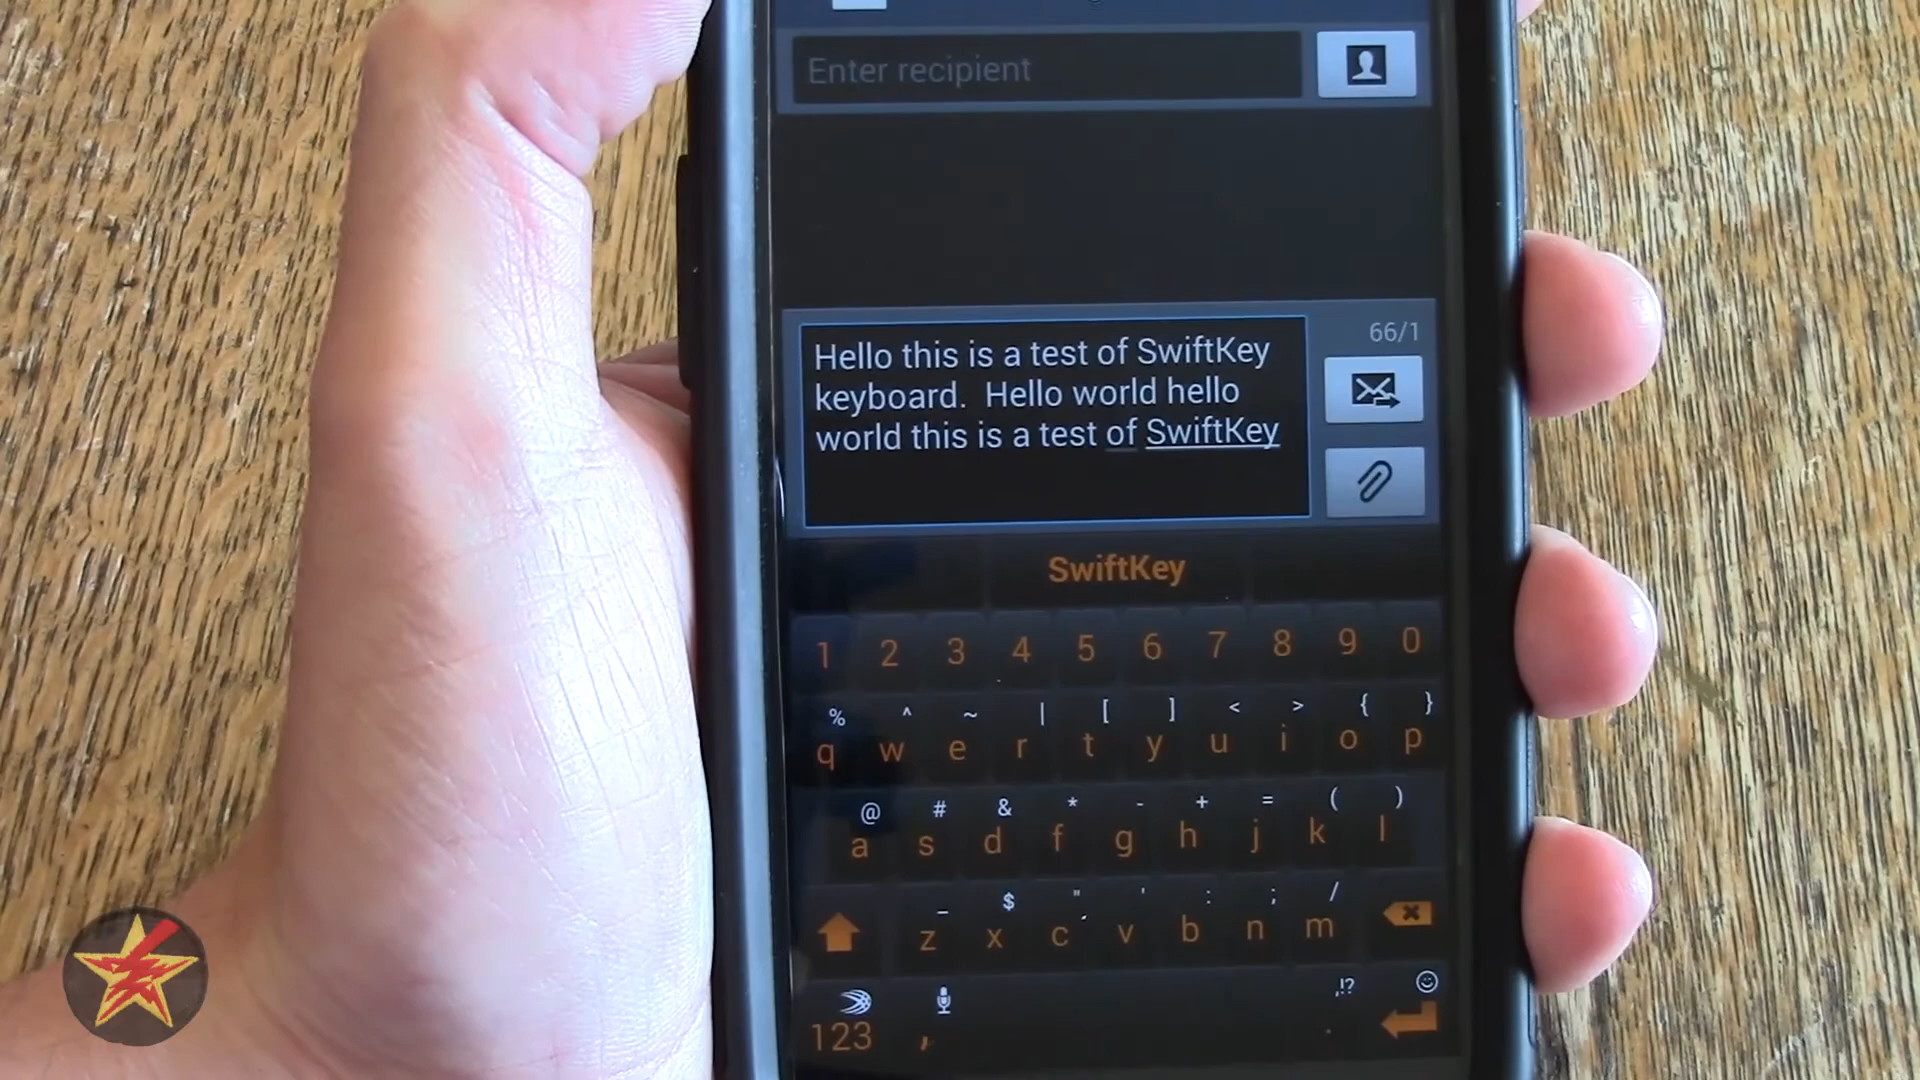 Enter recipient
66/1
Hello this is a test of SwiftKey
keyboard.  Hello world hello
world this is a test of SwiftKey
SwiftKey
1 2 3 4 5 6 7 8 9 0
% ^ ~ | [ ] < > { }
q w e r t y u i o p
@ # & * - + = ( )
a s d f g h j k l
_ $ " ' : ; /
z x c v b n m
,!?
123 , .